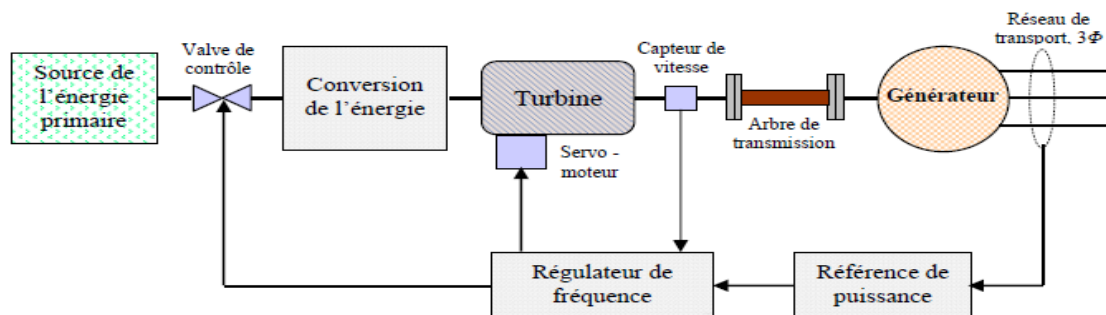 Source de
l'énergie
primaire
Valve de
contrôle
Conversion
de l'énergie
Turbine
Servo -
moteur
Capteur de
vitesse
Arbre de
transmission
Générateur
Réseau de
transport, 3Φ
Régulateur de
fréquence
Référence de
puissance